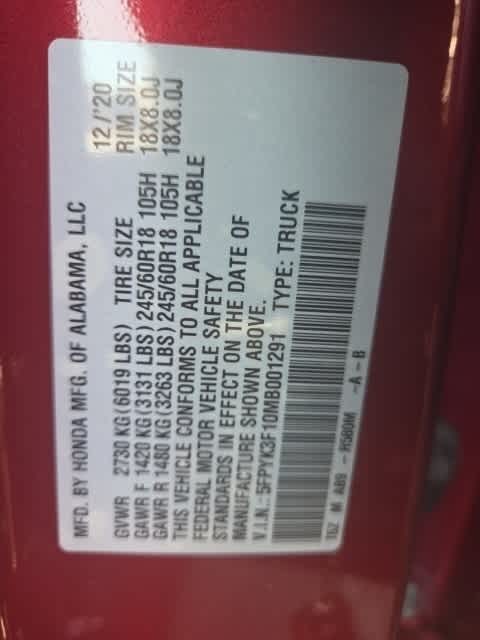 MFD. BY HONDA MFG. OF ALABAMA, LLC 12/'20
GVWR 2730 KG(6019 LBS) TIRE SIZE RIM SIZE
GAWR F 1420 KG(3131 LBS)245/60R18 105H 18X8.0J
GAWR R 1480 KG(3263 LBS)245/60R18 105H 18X8.0J
THIS VEHICLE CONFORMS TO ALL APPLICABLE
FEDERAL MOTOR VEHICLE SAFETY
STANDARDS IN EFFECT ON THE DATE OF
MANUFACTURE SHOWN ABOVE.
V.I.N.:5FPYK3F10MB001291 TYPE: TRUCK
TGZ M AB9 - R580M -A-B